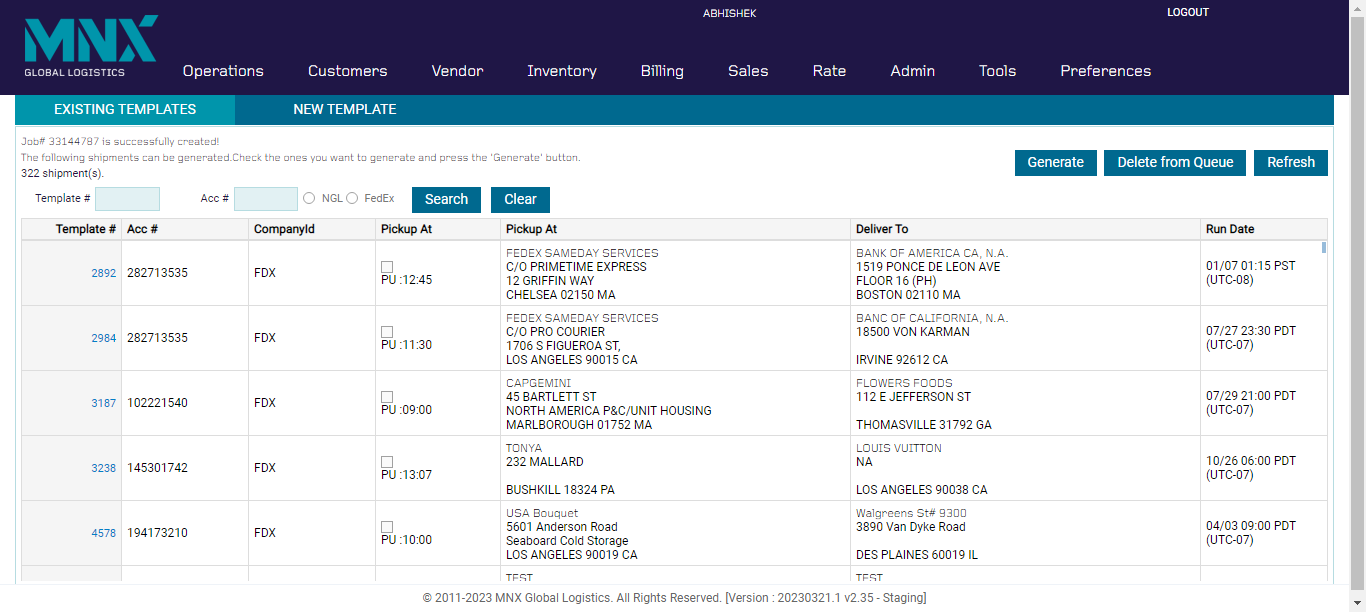 MNX
GLOBAL LOGISTICS
ABHISHEK
LOGOUT
Operations Customers Vendor Inventory Billing Sales Rate Admin Tools Preferences
EXISTING TEMPLATES NEW TEMPLATE
Job# 33144787 is successfully created!
The following shipments can be generated.Check the ones you want to generate and press the 'Generate' button.
322 shipment(s).
Generate Delete from Queue Refresh
Template # Acc # NGL FedEx Search Clear
Template # Acc # CompanyId Pickup At Pickup At Deliver To Run Date
2892 282713535 FDX PU :12:45
FEDEX SAMEDAY SERVICES
C/O PRIMETIME EXPRESS
12 GRIFFIN WAY
CHELSEA 02150 MA
BANK OF AMERICA CA, N.A.
1519 PONCE DE LEON AVE
FLOOR 16 (PH)
BOSTON 02110 MA
01/07 01:15 PST
(UTC-08)
2984 282713535 FDX PU :11:30
FEDEX SAMEDAY SERVICES
C/O PRO COURIER
1706 S FIGUEROA ST,
LOS ANGELES 90015 CA
BANC OF CALIFORNIA, N.A.
18500 VON KARMAN
IRVINE 92612 CA
07/27 23:30 PDT
(UTC-07)
3187 102221540 FDX PU :09:00
CAPGEMINI
45 BARTLETT ST
NORTH AMERICA P&C/UNIT HOUSING
MARLBOROUGH 01752 MA
FLOWERS FOODS
112 E JEFFERSON ST
THOMASVILLE 31792 GA
07/29 21:00 PDT
(UTC-07)
3238 145301742 FDX PU :13:07
TONYA
232 MALLARD
BUSHKILL 18324 PA
LOUIS VUITTON
NA
LOS ANGELES 90038 CA
10/26 06:00 PDT
(UTC-07)
4578 194173210 FDX PU :10:00
USA Bouquet
5601 Anderson Road
Seaboard Cold Storage
LOS ANGELES 90019 CA
Walgreens St# 9300
3890 Van Dyke Road
DES PLAINES 60019 IL
04/03 09:00 PDT
(UTC-07)
TEST TEST
© 2011-2023 MNX Global Logistics. All Rights Reserved. [Version : 20230321.1 v2.35 - Staging]